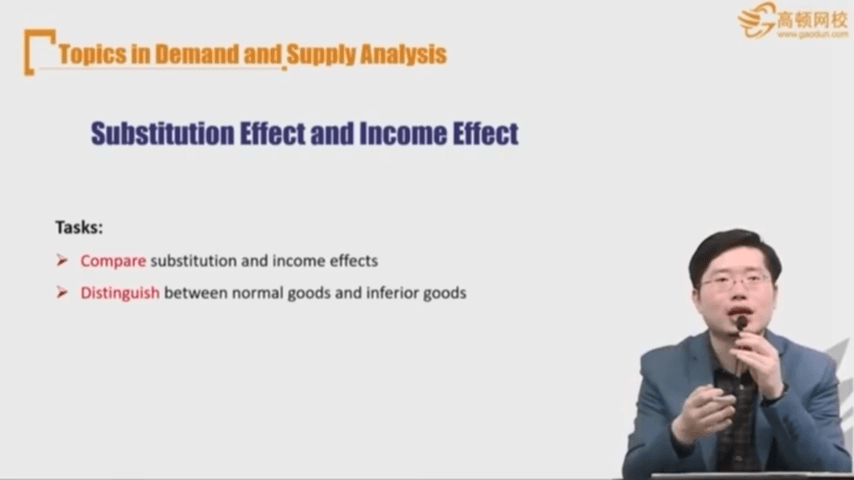 高顿网校
www.gaodun.com
Topics in Demand and Supply Analysis
Substitution Effect and Income Effect
Tasks:
Compare substitution and income effects
Distinguish between normal goods and inferior goods